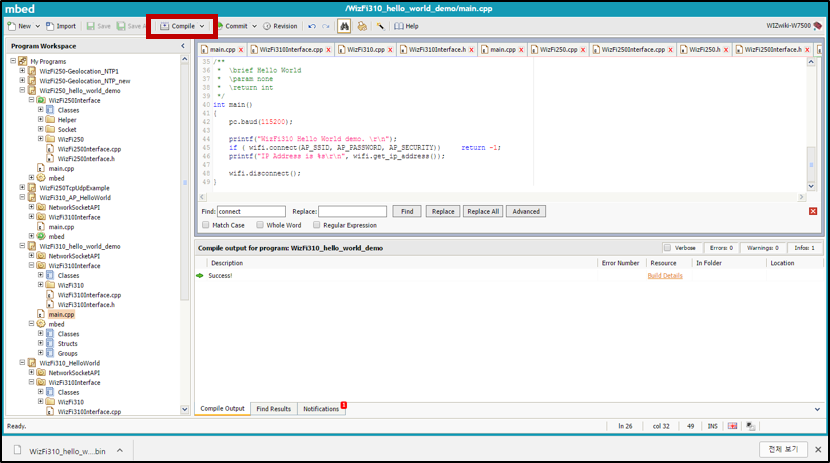 mbed
/WizFi310_hello_world_demo/main.cpp
New Import Save Save All Compile Commit Revision Help WIZwiki-W7500
Program Workspace
My Programs
WizFi250-Geolocation_NTP1
WizFi250-Geolocation_NTP_new
WizFi250_hello_world_demo
WizFi250Interface
Classes
Helper
Socket
WizFi250
WizFi250Interface.cpp
WizFi250Interface.h
main.cpp
mbed
WizFi250TcpUdpExample
WizFi310_AP_HelloWorld
NetworkSocketAPI
WizFi310Interface
main.cpp
mbed
WizFi310_hello_world_demo
NetworkSocketAPI
WizFi310Interface
Classes
WizFi310
WizFi310Interface.cpp
WizFi310Interface.h
main.cpp
mbed
Classes
Structs
Groups
WizFi310_HelloWorld
NetworkSocketAPI
WizFi310Interface
Classes
WizFi310
WizFi310Interface.cpp
main.cpp x WizFi310Interface.cpp x WizFi310.cpp x WizFi310Interface.h x main.cpp x WizFi250.cpp x WizFi250Interface.cpp x WizFi250.h x WizFi250Interface.h x
35 /**
36 * \brief Hello World
37 * \param none
38 * \return int
39 */
40 int main()
41 {
42 pc.baud(115200);
43
44 printf("WizFi310 Hello World demo. \r\n");
45 if ( wifi.connect(AP_SSID, AP_PASSWORD, AP_SECURITY)) return -1;
46 printf("IP Address is %s\r\n", wifi.get_ip_address());
47
48 wifi.disconnect();
49 }
Find: connect Replace: Find Replace Replace All Advanced
Match Case Whole Word Regular Expression
Compile output for program: WizFi310_hello_world_demo Verbose Errors: 0 Warnings: 0 Infos: 1
Description Error Number Resource In Folder Location
Success! Build Details
Compile Output Find Results Notifications 1
Ready. ln 26 col 32 49 INS
WizFi310_hello_w....bin 전체 보기